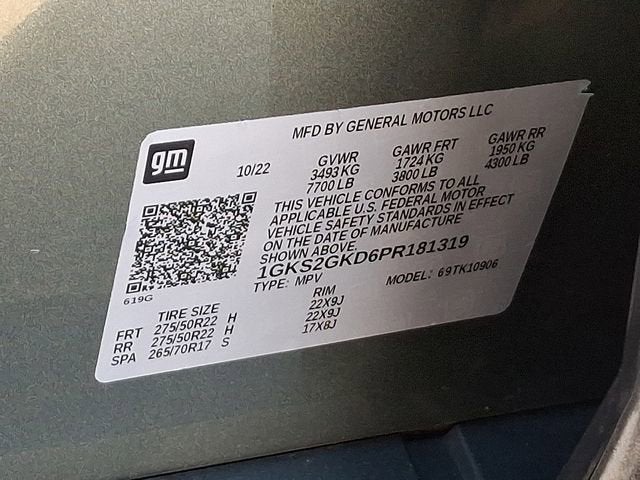 MFD BY GENERAL MOTORS LLC
gm
10/22
GVWR GAWR FRT GAWR RR
3493 KG 1724 KG 1950 KG
7700 LB 3800 LB 4300 LB
THIS VEHICLE CONFORMS TO ALL
APPLICABLE U.S. FEDERAL MOTOR
VEHICLE SAFETY STANDARDS IN EFFECT
ON THE DATE OF MANUFACTURE
SHOWN ABOVE.
1GKS2GKD6PR181319
TYPE: MPV MODEL: 69TK10906
619G
TIRE SIZE RIM
FRT 275/50R22 H 22X9J
RR 275/50R22 H 22X9J
SPA 265/70R17 S 17X8J